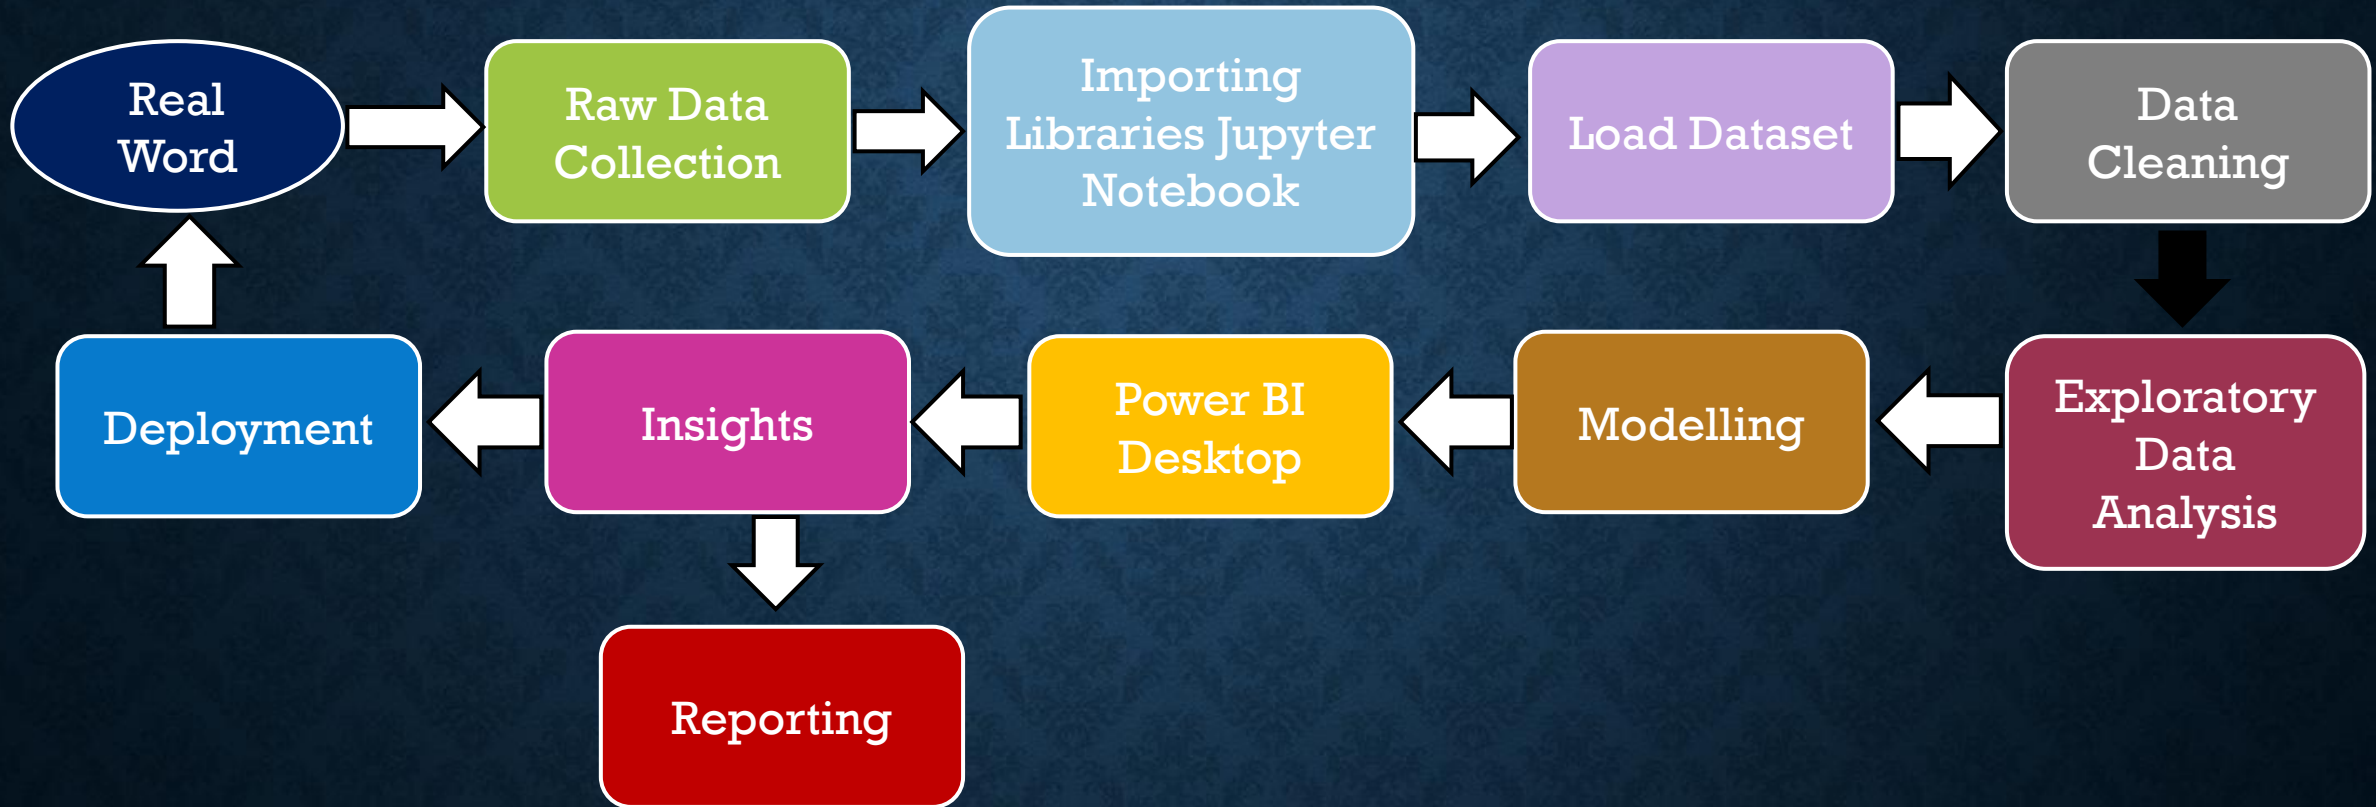 Real
Word
Raw Data
Collection
Importing
Libraries Jupyter
Notebook
Load Dataset
Data
Cleaning
Exploratory
Data
Analysis
Modelling
Power BI
Desktop
Insights
Deployment
Reporting